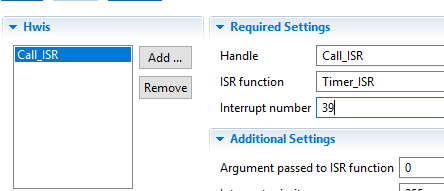 Hwis
Required Settings
Call_ISR
Add ...
Remove
Handle
Call_ISR
ISR function
Timer_ISR
Interrupt number
39
Additional Settings
Argument passed to ISR function
0